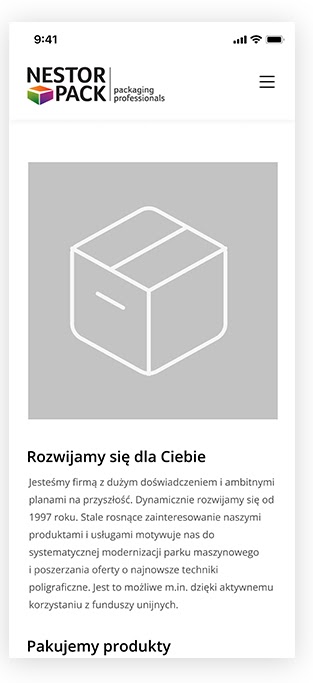 9:41
NESTOR
PACK
packaging
professionals
Rozwijamy się dla Ciebie
Jesteśmy firmą z dużym doświadczeniem i ambitnymi
planami na przyszłość. Dynamicznie rozwijamy się od
1997 roku. Stale rosnące zainteresowanie naszymi
produktami i usługami motywuje nas do
systematycznej modernizacji parku maszynowego
i poszerzania oferty o najnowsze techniki
poligraficzne. Jest to możliwe m.in. dzięki aktywnemu
korzystaniu z funduszy unijnych.
Pakujemy produkty